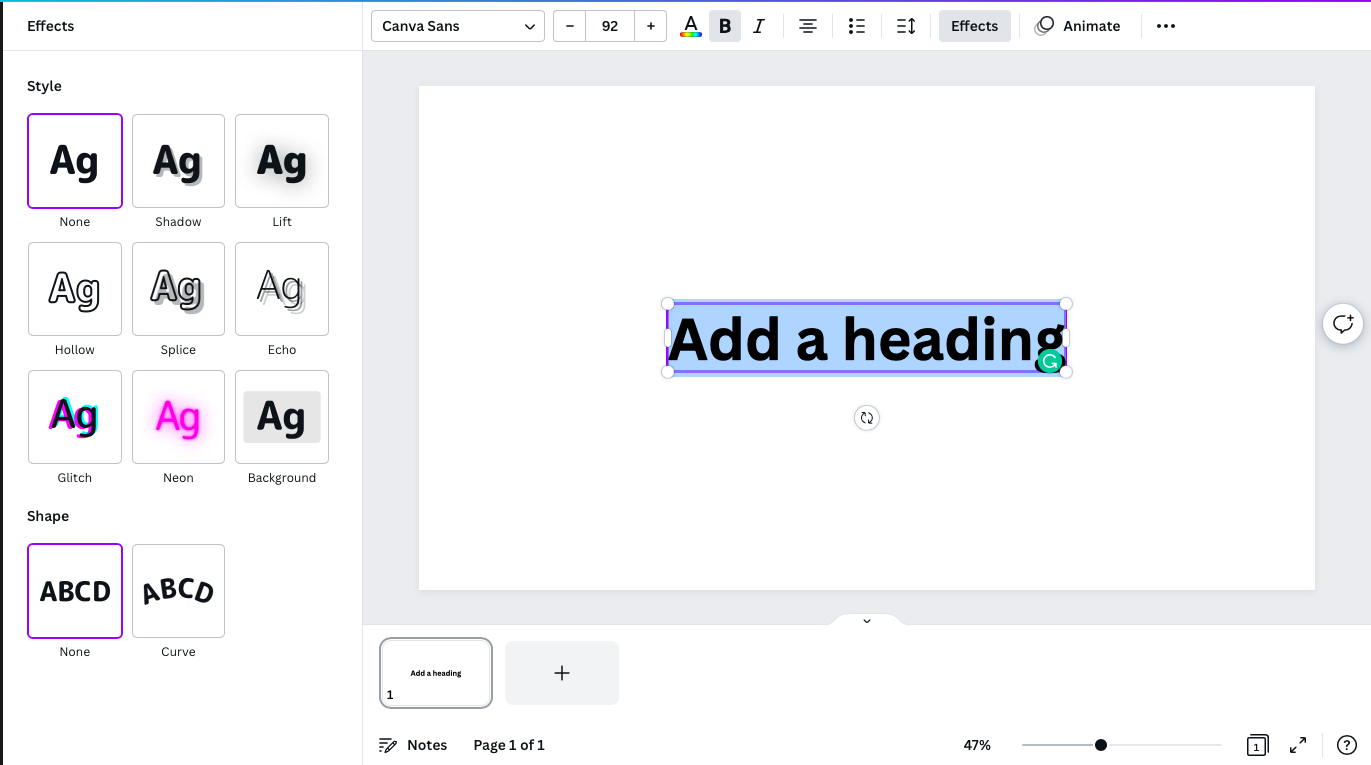 Effects
Canva Sans
– 92 +
A B I
Effects
Animate
Style
Ag Ag Ag
None Shadow Lift
Ag Ag Ag
Hollow Splice Echo
Ag Ag Ag
Glitch Neon Background
Shape
ABCD ABCD
None Curve
Add a heading
G
Add a heading
1
+
Notes
Page 1 of 1
47%
1
?